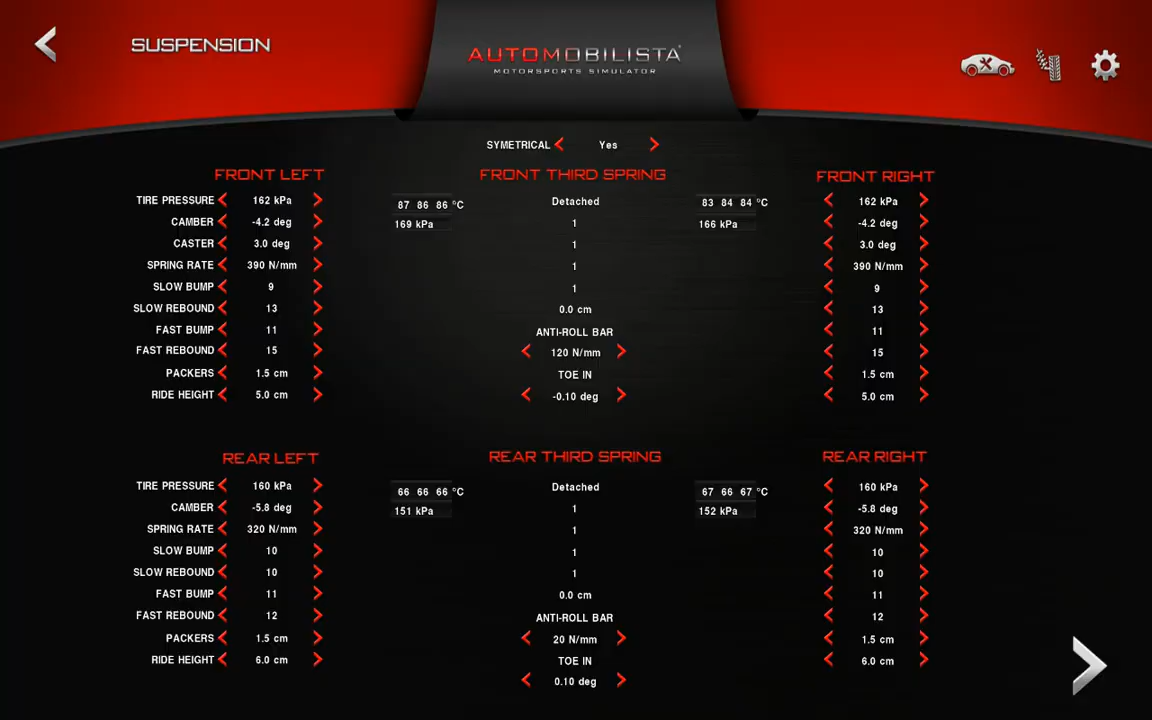 SUSPENSION
AUTOMOBILISTA
MOTORSPORTS SIMULATOR
SYMETRICAL Yes
FRONT LEFT FRONT THIRD SPRING FRONT RIGHT
TIRE PRESSURE 162 kPa 87 86 86 °C Detached 83 84 84 °C 162 kPa
CAMBER -4.2 deg 169 kPa 1 166 kPa -4.2 deg
CASTER 3.0 deg 1 3.0 deg
SPRING RATE 390 N/mm 1 390 N/mm
SLOW BUMP 9 1 9
SLOW REBOUND 13 0.0 cm 13
FAST BUMP 11 ANTI-ROLL BAR 11
FAST REBOUND 15 120 N/mm 15
PACKERS 1.5 cm TOE IN 1.5 cm
RIDE HEIGHT 5.0 cm -0.10 deg 5.0 cm
REAR LEFT REAR THIRD SPRING REAR RIGHT
TIRE PRESSURE 160 kPa 66 66 66 °C Detached 67 66 67 °C 160 kPa
CAMBER -5.8 deg 151 kPa 1 152 kPa -5.8 deg
SPRING RATE 320 N/mm 1 320 N/mm
SLOW BUMP 10 1 10
SLOW REBOUND 10 1 10
FAST BUMP 11 0.0 cm 11
FAST REBOUND 12 ANTI-ROLL BAR 12
PACKERS 1.5 cm 20 N/mm 1.5 cm
RIDE HEIGHT 6.0 cm TOE IN 6.0 cm
0.10 deg